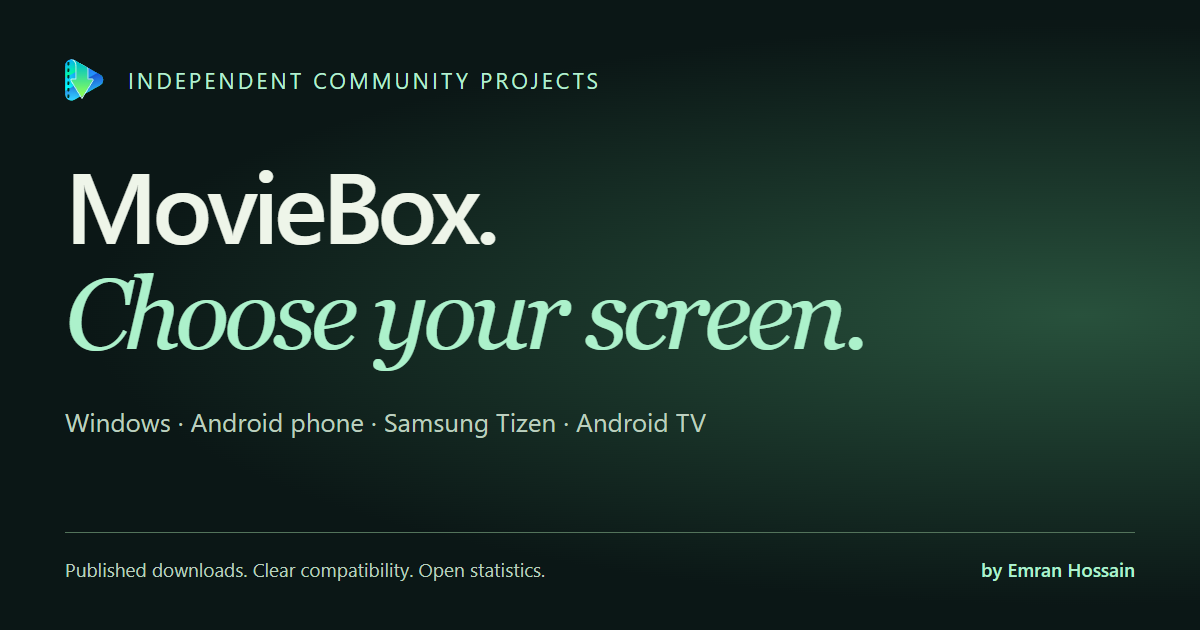 INDEPENDENT COMMUNITY PROJECTS
MovieBox.
Choose your screen.
Windows · Android phone · Samsung Tizen · Android TV
Published downloads. Clear compatibility. Open statistics.
by Emran Hossain